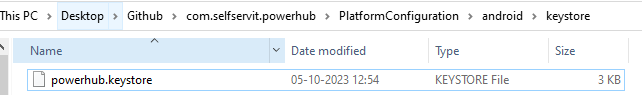 This PC > Desktop > Github > com.selfservit.powerhub > PlatformConfiguration > android > keystore
Name Date modified Type Size
powerhub.keystore 05-10-2023 12:54 KEYSTORE File 3 KB